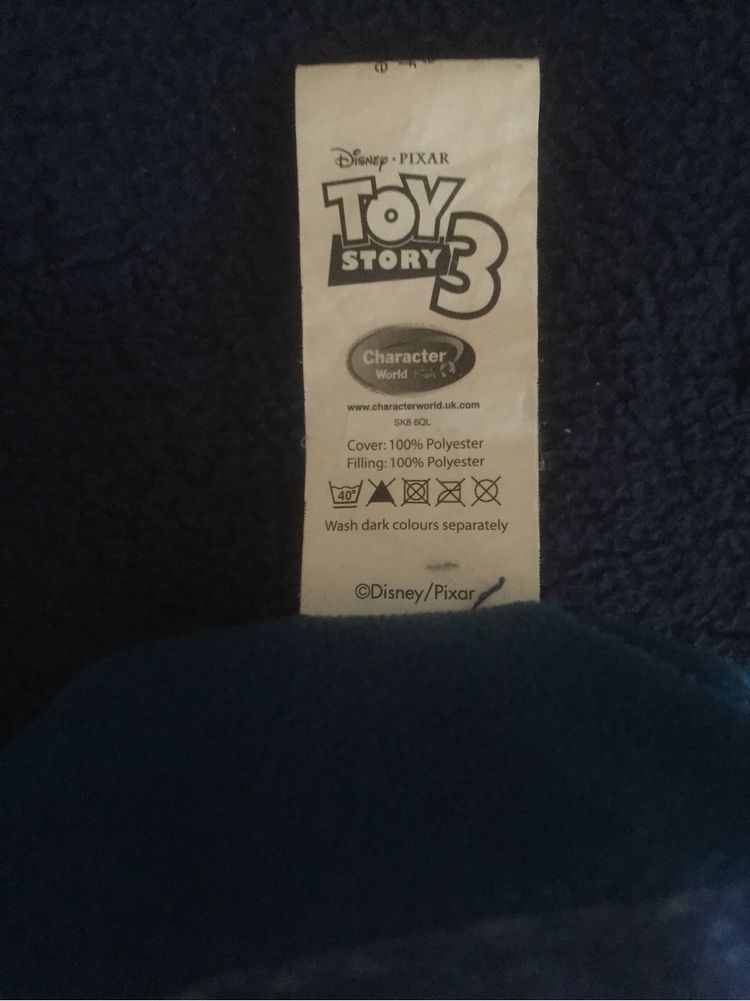 Disney · PIXAR
TOY
STORY 3
Character
World
www.characterworld.uk.com
SK8 6QL
Cover: 100% Polyester
Filling: 100% Polyester
40°
Wash dark colours separately
©Disney/Pixar